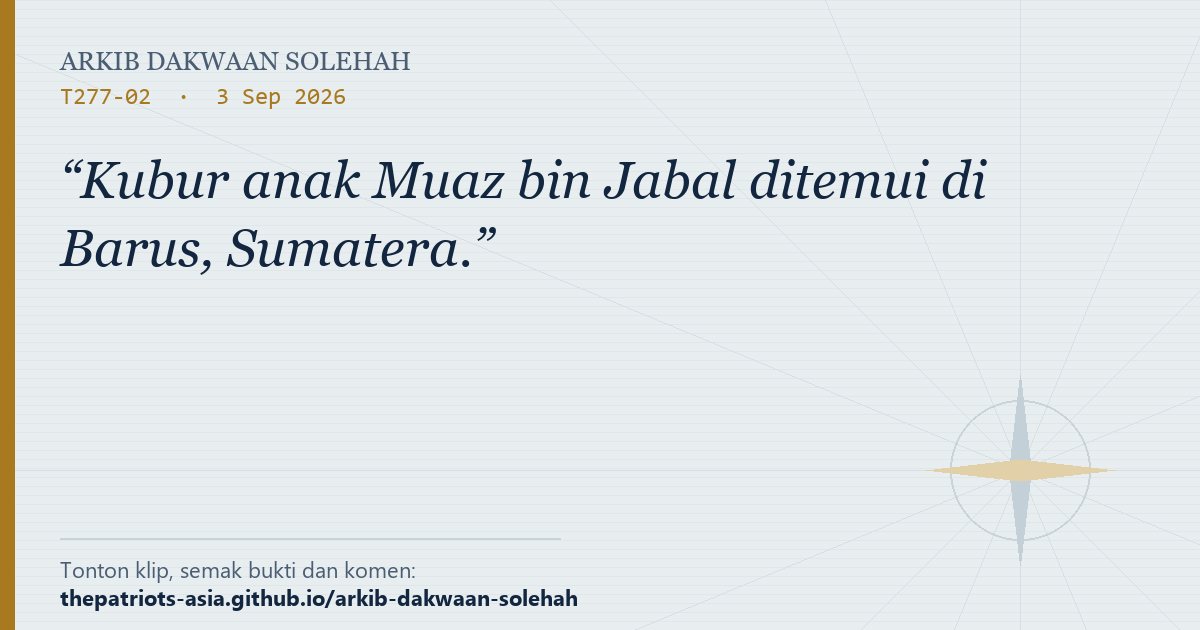 ARKIB DAKWAAN SOLEHAH
T277-02 · 3 Sep 2026
“Kubur anak Muaz bin Jabal ditemui di
Barus, Sumatera.”
Tonton klip, semak bukti dan komen:
thepatriots-asia.github.io/arkib-dakwaan-solehah